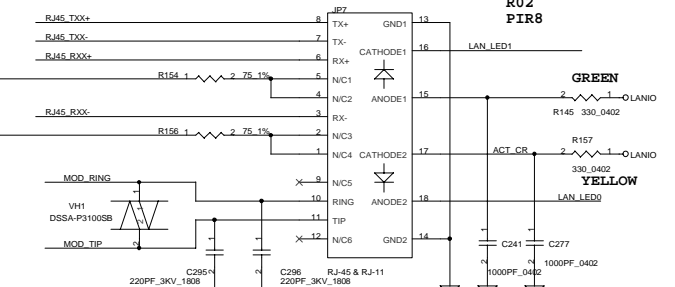 R02
PIR8
JP7
RJ45_TXX+ 8 TX+ GND1 13
RJ45_TXX- 7 TX-
CATHODE1 16 LAN_LED1
RJ45_RXX+ 6 RX+
R154 1 2 75_1% 5 N/C1
GREEN
4 N/C2 ANODE1 15 2 1 LANIO
R145 330_0402
RJ45_RXX- 3 RX-
R156 1 2 75_1% 2 N/C3
R157
1 N/C4 CATHODE2 17 ACT_CR 2 1 LANIO
330_0402
MOD_RING 9 N/C5
YELLOW
10 RING ANODE2 18 LAN_LED0
VH1
DSSA-P3100SB
11 TIP
MOD_TIP 12 N/C6 GND2 14
C241 C277
1000PF_0402 1000PF_0402
C295 C296 RJ-45 & RJ-11
220PF_3KV_1808 220PF_3KV_1808